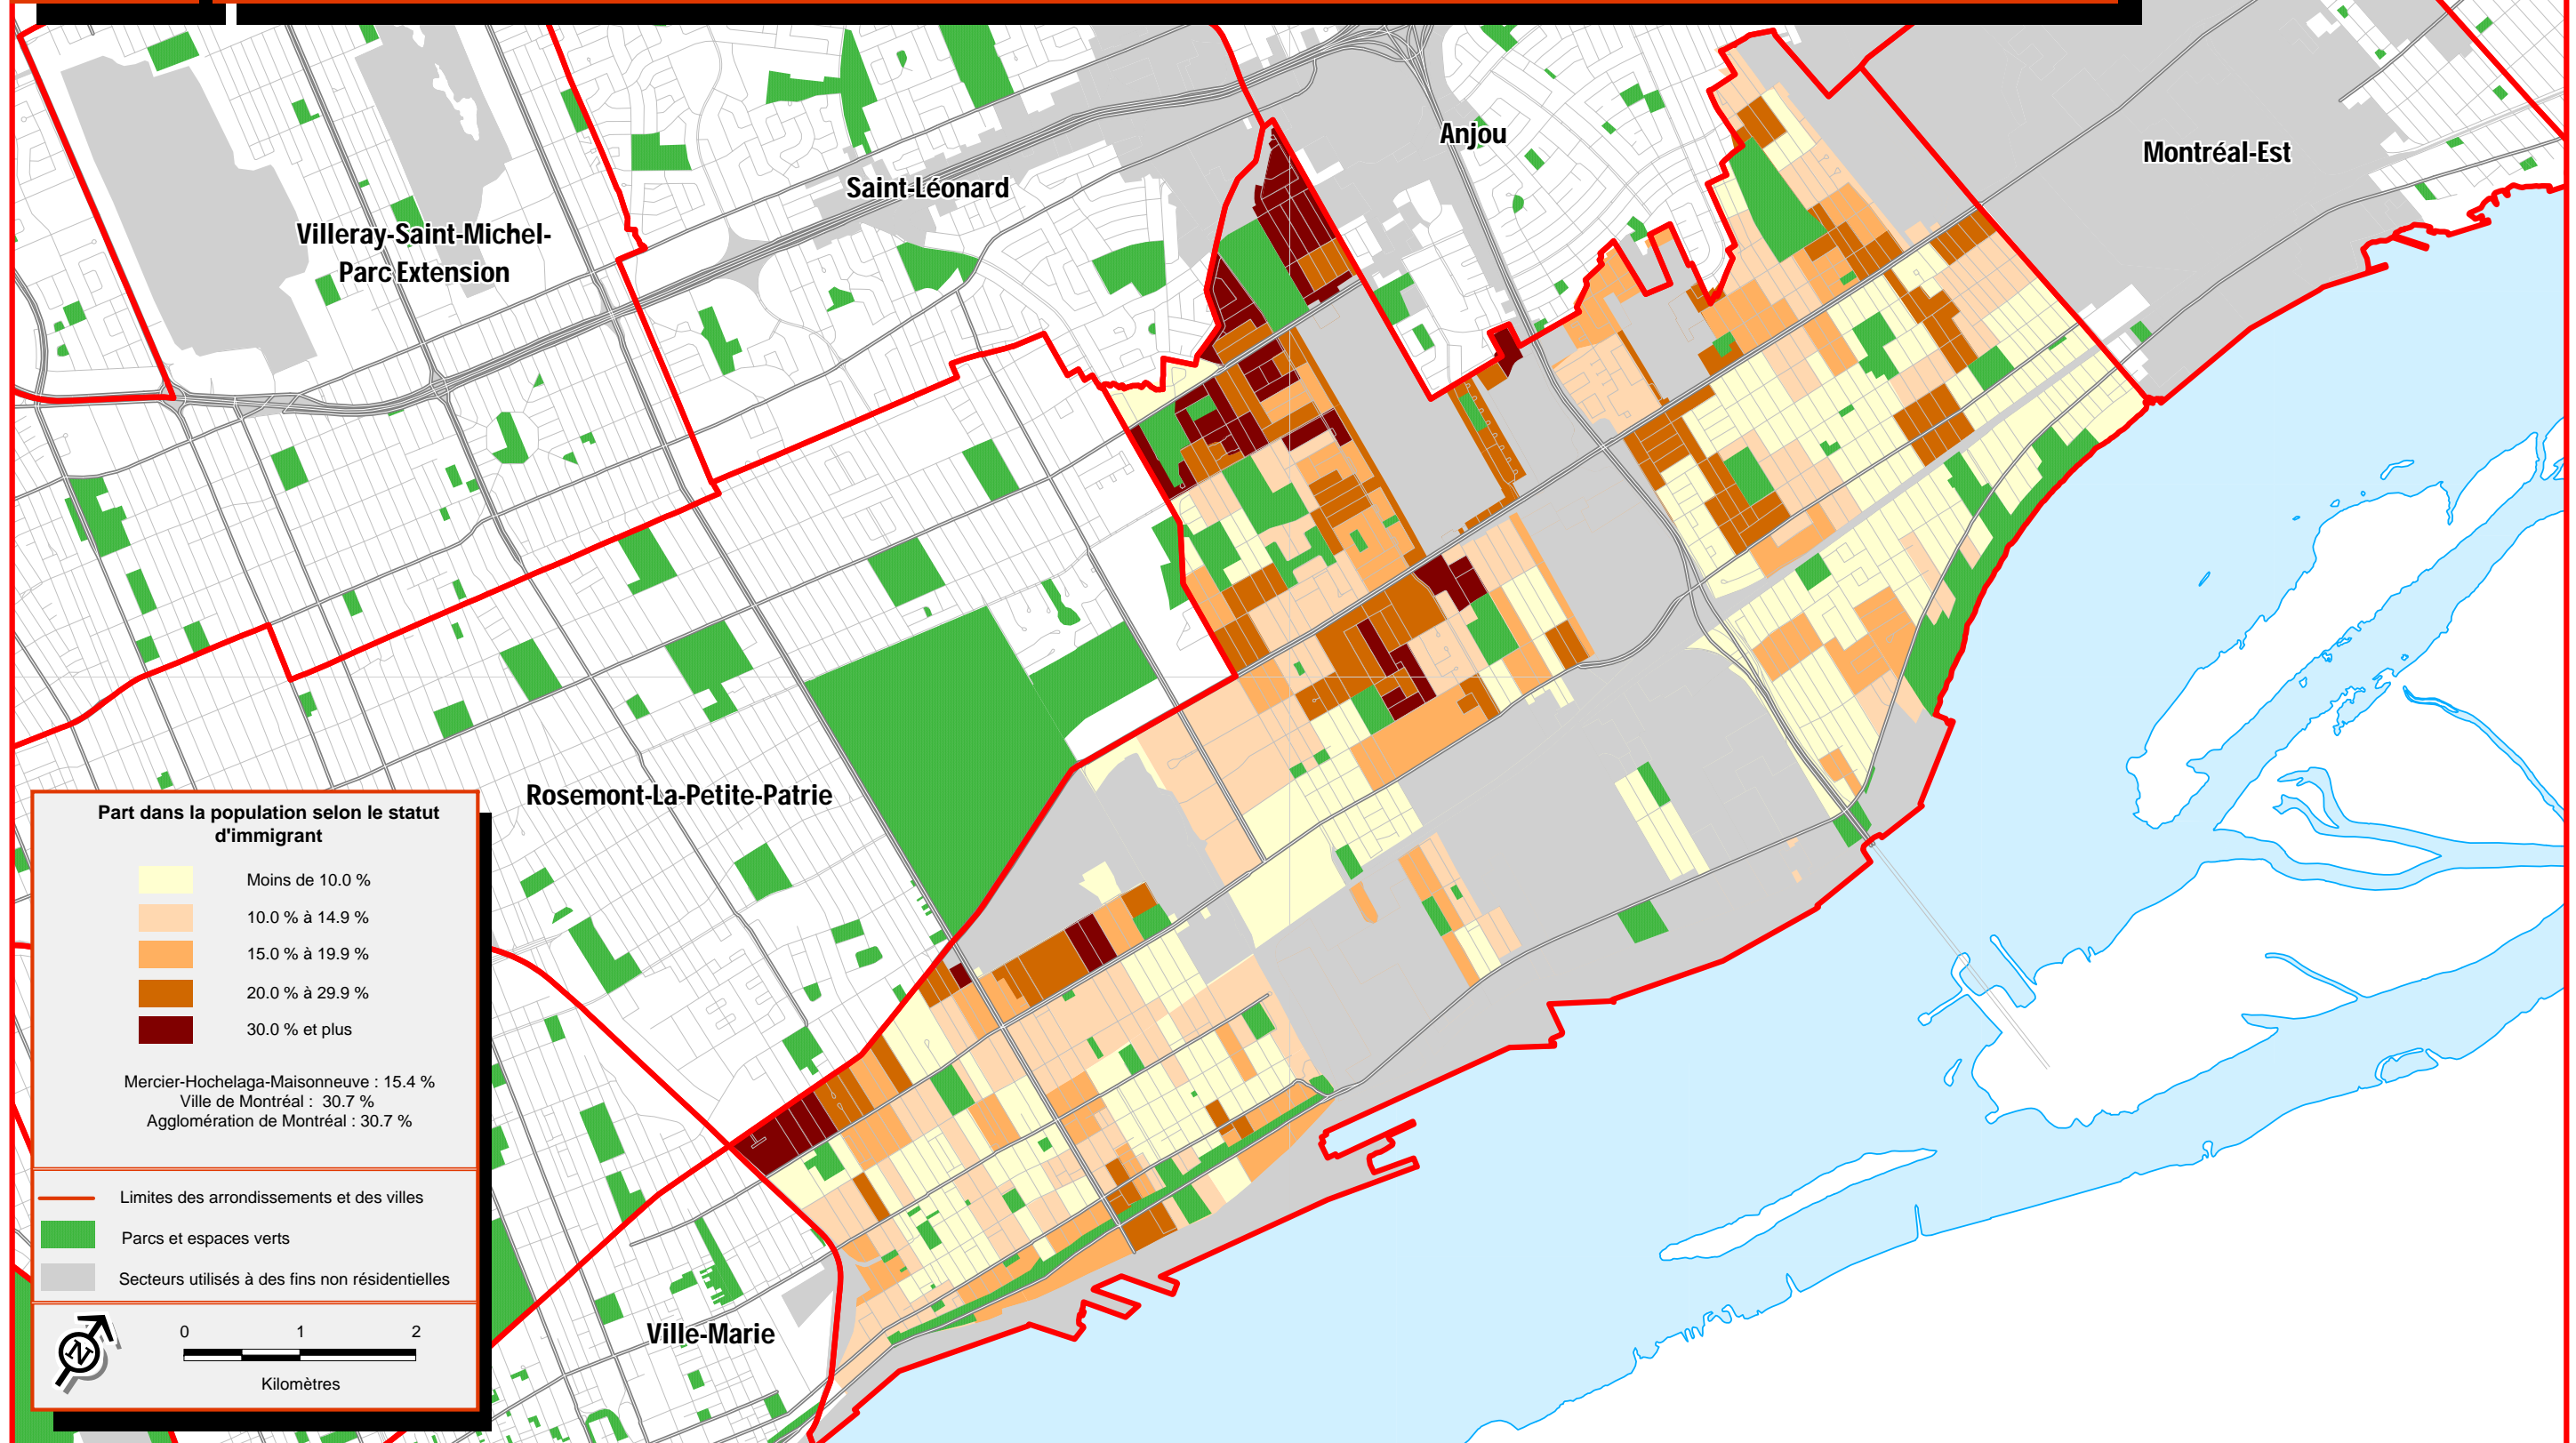 Anjou
Montréal-Est
Saint-Léonard
Villeray-Saint-Michel-
Parc Extension
Rosemont-La-Petite-Patrie
Ville-Marie
Part dans la population selon le statut
d'immigrant
Moins de 10.0 %
10.0 % à 14.9 %
15.0 % à 19.9 %
20.0 % à 29.9 %
30.0 % et plus
Mercier-Hochelaga-Maisonneuve : 15.4 %
Ville de Montréal : 30.7 %
Agglomération de Montréal : 30.7 %
Limites des arrondissements et des villes
Parcs et espaces verts
Secteurs utilisés à des fins non résidentielles
N
0 1 2
Kilomètres